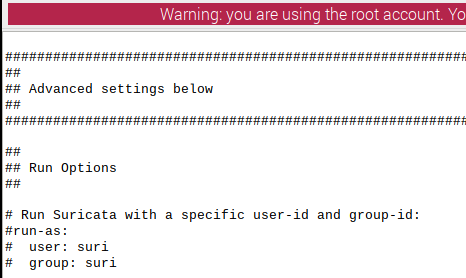 Warning: you are using the root account. Yo
##########################################################
##
## Advanced settings below
##
##########################################################
##
## Run Options
##
# Run Suricata with a specific user-id and group-id:
#run-as:
#  user: suri
#  group: suri